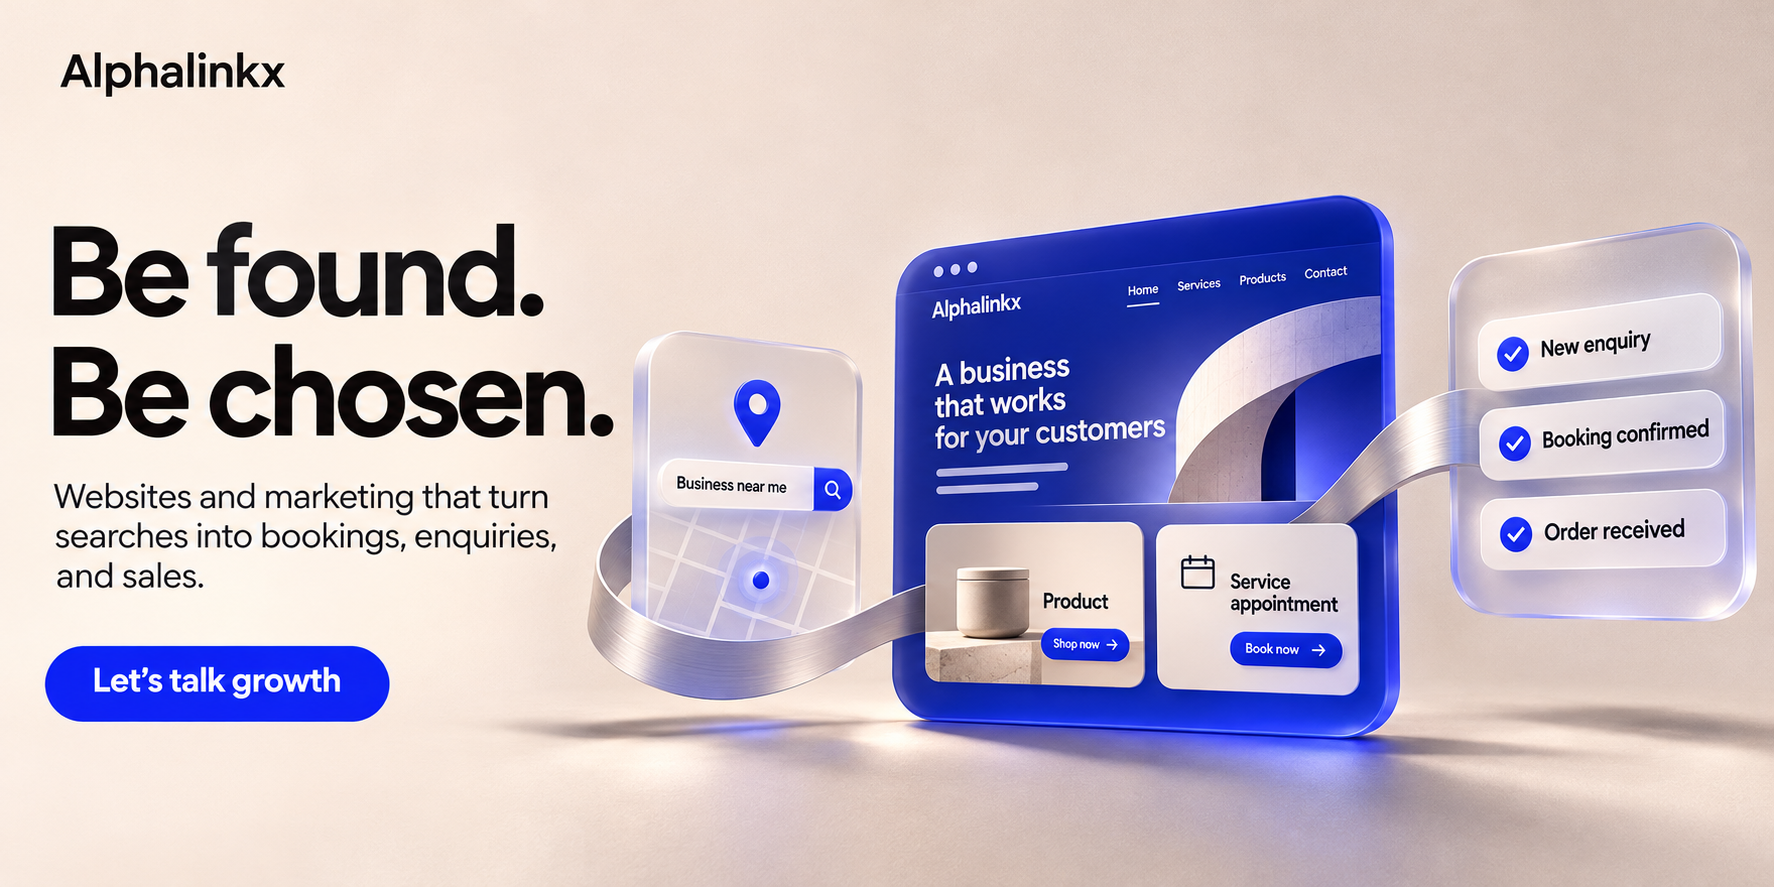 Alphalinkx
Be found.
Be chosen.
Websites and marketing that turn
searches into bookings, enquiries,
and sales.
Let's talk growth
Business near me
Alphalinkx
Home Services Products Contact
A business
that works
for your customers
Product
Shop now
Service
appointment
Book now
New enquiry
Booking confirmed
Order received